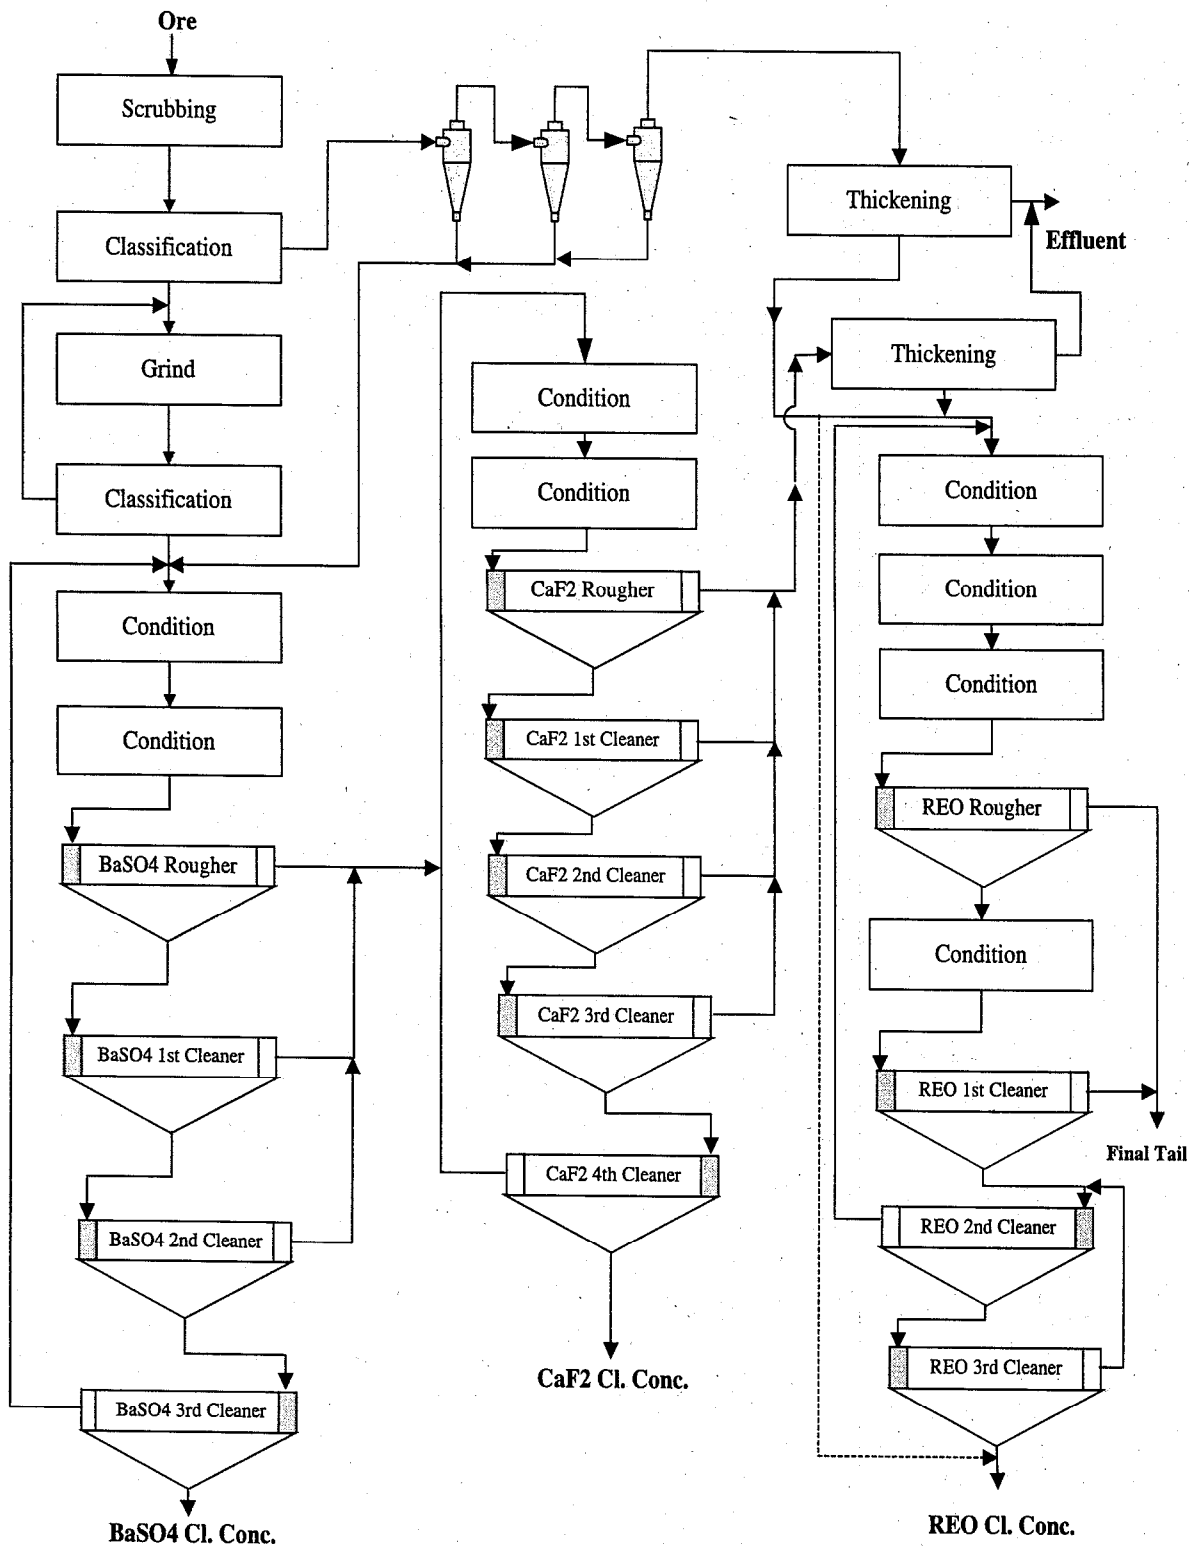 Ore
Scrubbing
Classification
Grind
Classification
Condition
Condition
BaSO4 Rougher
BaSO4 1st Cleaner
BaSO4 2nd Cleaner
BaSO4 3rd Cleaner
BaSO4 Cl. Conc.
Condition
Condition
CaF2 Rougher
CaF2 1st Cleaner
CaF2 2nd Cleaner
CaF2 3rd Cleaner
CaF2 4th Cleaner
CaF2 Cl. Conc.
Thickening
Effluent
Thickening
Condition
Condition
Condition
REO Rougher
Condition
REO 1st Cleaner
Final Tail
REO 2nd Cleaner
REO 3rd Cleaner
REO Cl. Conc.